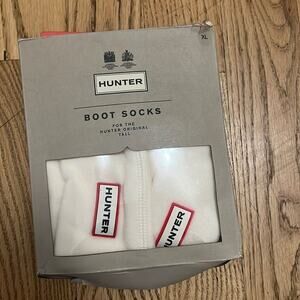 XL
HUNTER
BOOT SOCKS
FOR THE
HUNTER ORIGINAL
TALL
HUNTER
HUNTER